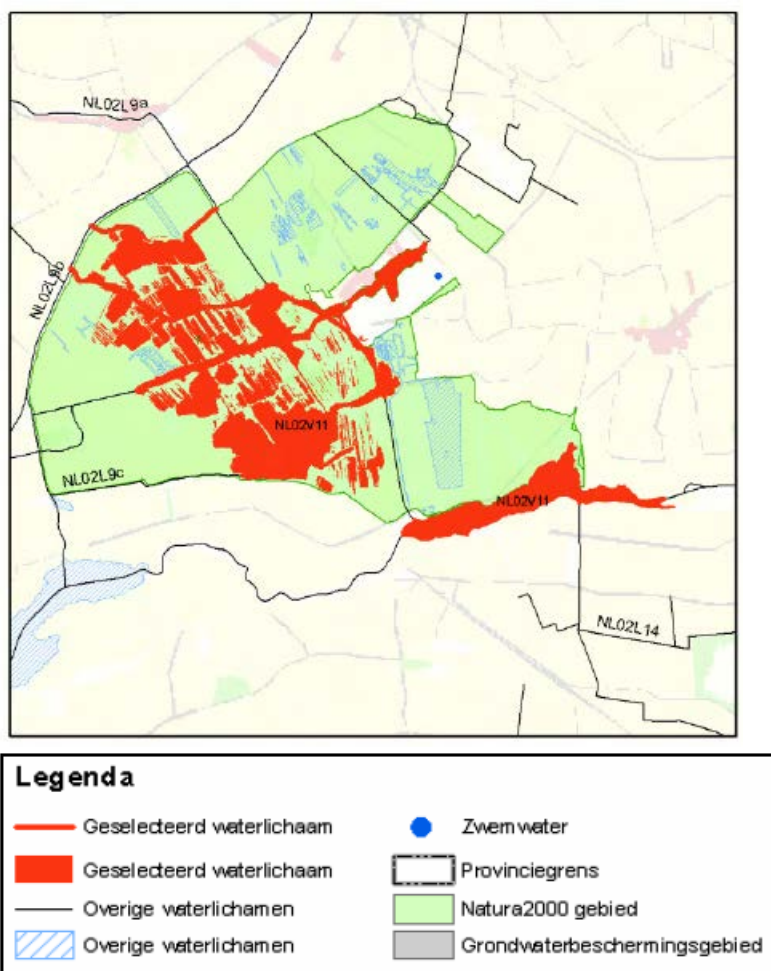 NL02L9a
NL02L9b
NL02V11
NL02L9c
NL02V11
NL02L14
Legenda
Geselecteerd waterlichaam
Geselecteerd waterlichaam
Overige waterlichamen
Overige waterlichamen
Zwemwater
Provinciegrens
Natura2000 gebied
Grondwaterbeschermingsgebied